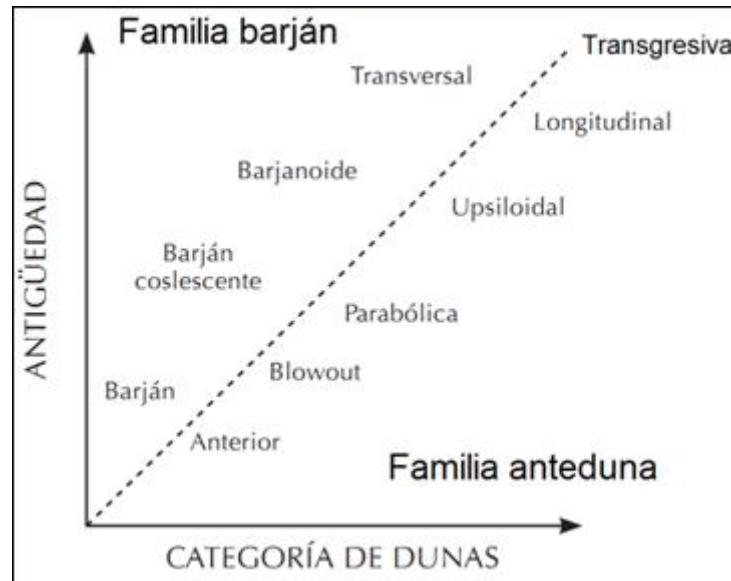 Familia barján
Transgresiva
Transversal
Longitudinal
Barjanoide
Upsiloidal
Barján
coslescente
Parabólica
Blowout
Barján
Anterior
Familia anteduna
ANTIGÜEDAD
CATEGORÍA DE DUNAS